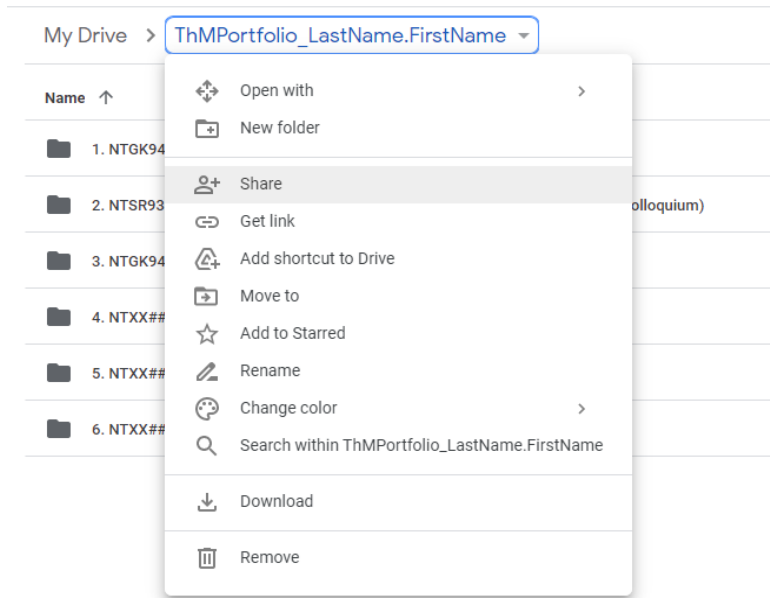 My Drive > ThMPortfolio_LastName.FirstName
Name
Open with
New folder
1. NTGK94
Share
2. NTSR93 olloquium)
Get link
3. NTGK94
Add shortcut to Drive
Move to
4. NTXX##
Add to Starred
5. NTXX##
Rename
Change color
6. NTXX##
Search within ThMPortfolio_LastName.FirstName
Download
Remove